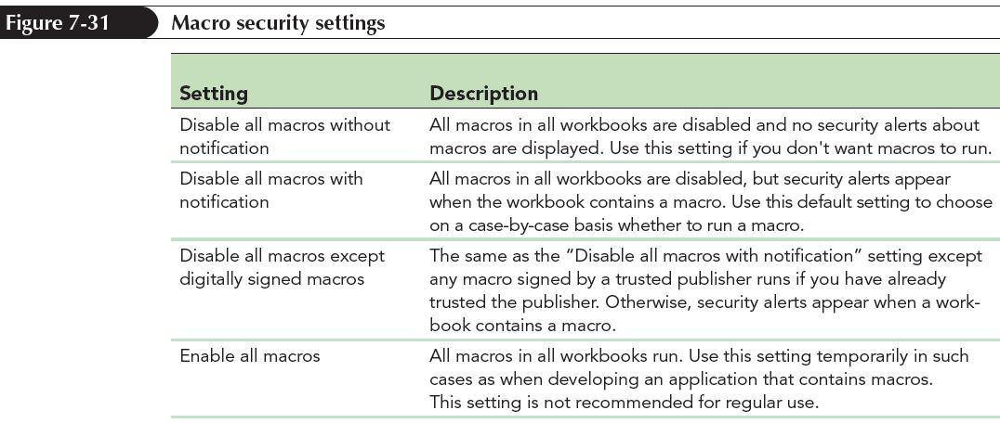 Figure 7-31 Macro security settings
Setting Description
Disable all macros without notification All macros in all workbooks are disabled and no security alerts about
macros are displayed. Use this setting if you don't want macros to run.
Disable all macros with notification All macros in all workbooks are disabled, but security alerts appear
when the workbook contains a macro. Use this default setting to choose
on a case-by-case basis whether to run a macro.
Disable all macros except digitally signed macros The same as the “Disable all macros with notification” setting except
any macro signed by a trusted publisher runs if you have already
trusted the publisher. Otherwise, security alerts appear when a work-
book contains a macro.
Enable all macros All macros in all workbooks run. Use this setting temporarily in such
cases as when developing an application that contains macros.
This setting is not recommended for regular use.